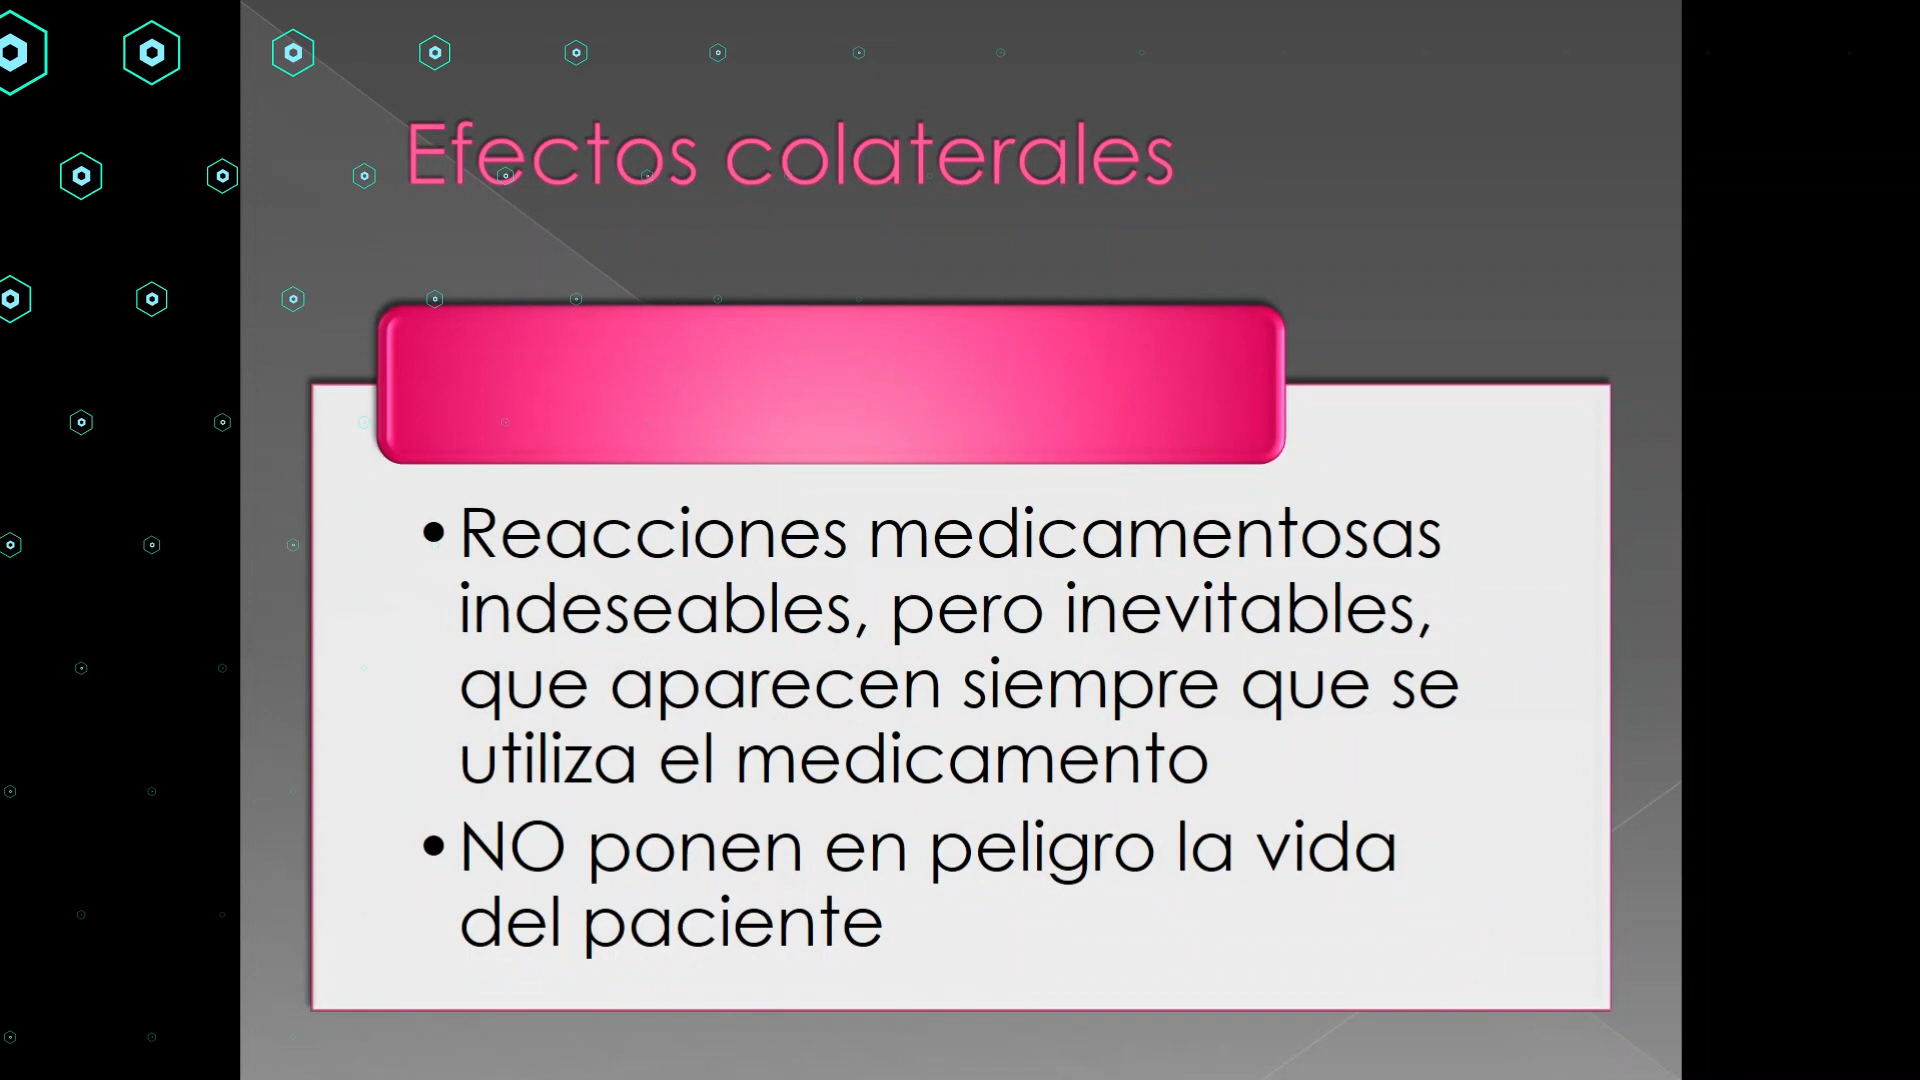 Efectos colaterales
•Reacciones medicamentosas
indeseables, pero inevitables,
que aparecen siempre que se
utiliza el medicamento
•NO ponen en peligro la vida
del paciente